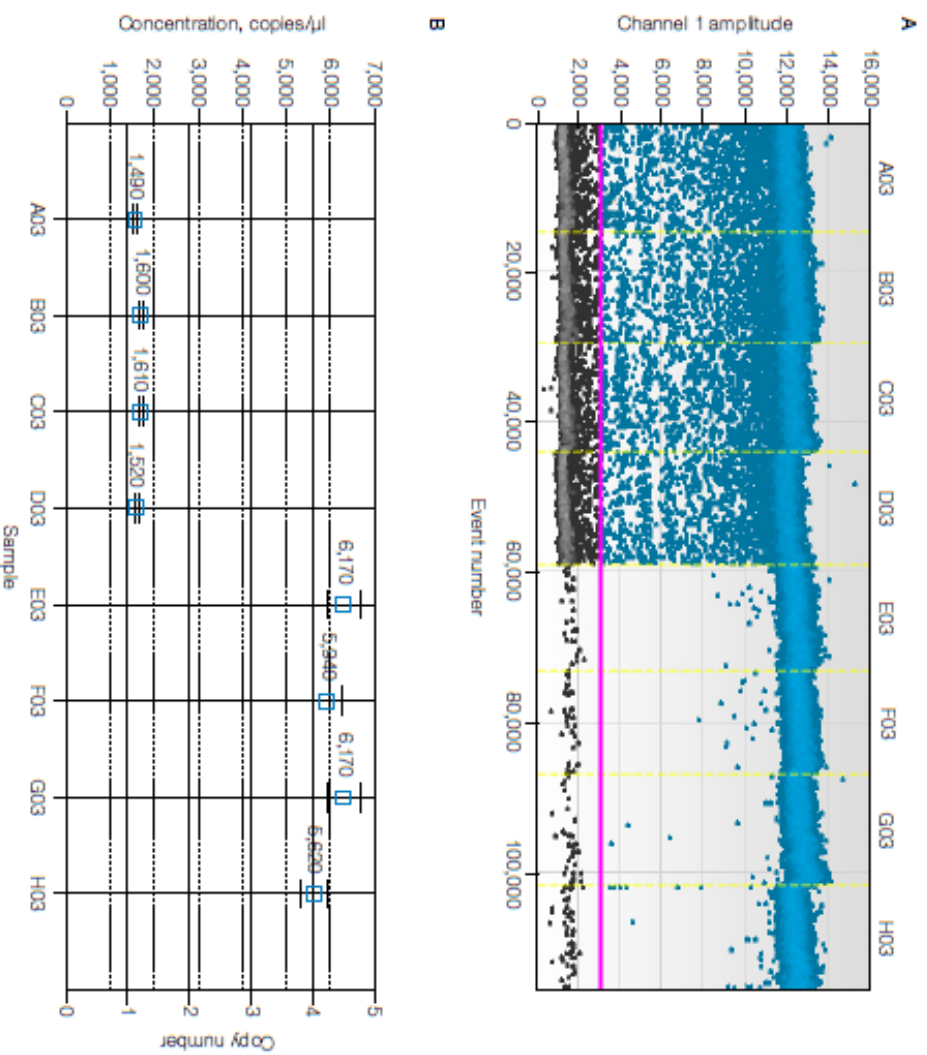 A
A03 B03 C03 D03 E03 F03 G03 H03
Channel 1 amplitude
16,000
14,000
12,000
10,000
8,000
6,000
4,000
2,000
0
0 20,000 40,000 60,000 80,000 100,000
Event number
B
Concentration, copies/µl
7,000
6,000
5,000
4,000
3,000
2,000
1,000
0
1,490 1,600 1,610 1,520 6,170 5,940 6,170 5,620
5
4
3
2
1
0
Copy number
A03 B03 C03 D03 E03 F03 G03 H03
Sample